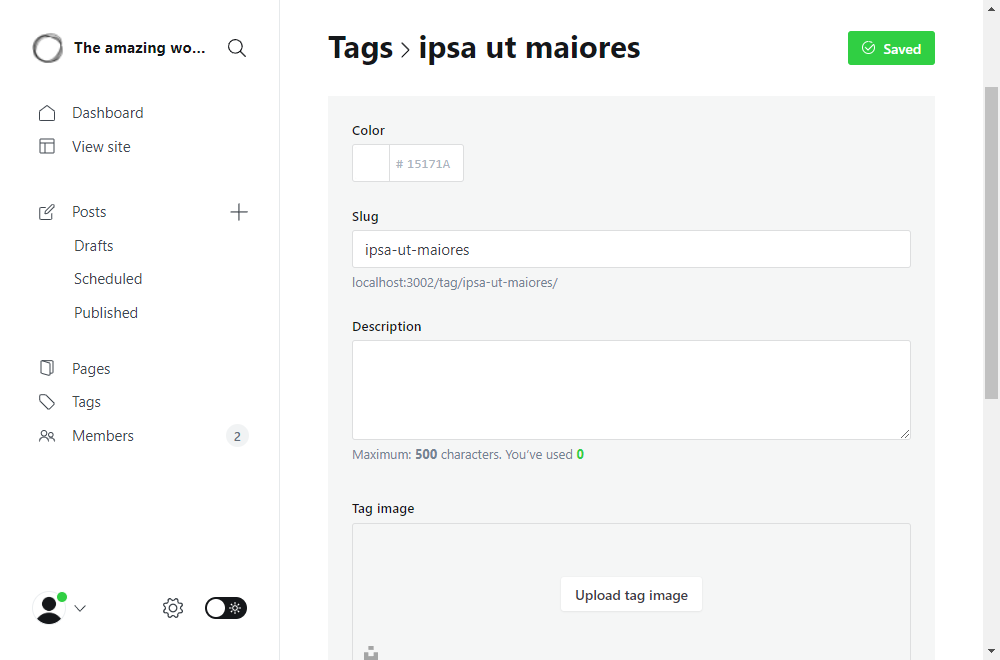 The amazing wo...
Dashboard
View site
Posts
Drafts
Scheduled
Published
Pages
Tags
Members
2
Tags > ipsa ut maiores
Saved
Color
# 15171A
Slug
ipsa-ut-maiores
localhost:3002/tag/ipsa-ut-maiores/
Description
Maximum: 500 characters. You’ve used 0
Tag image
Upload tag image